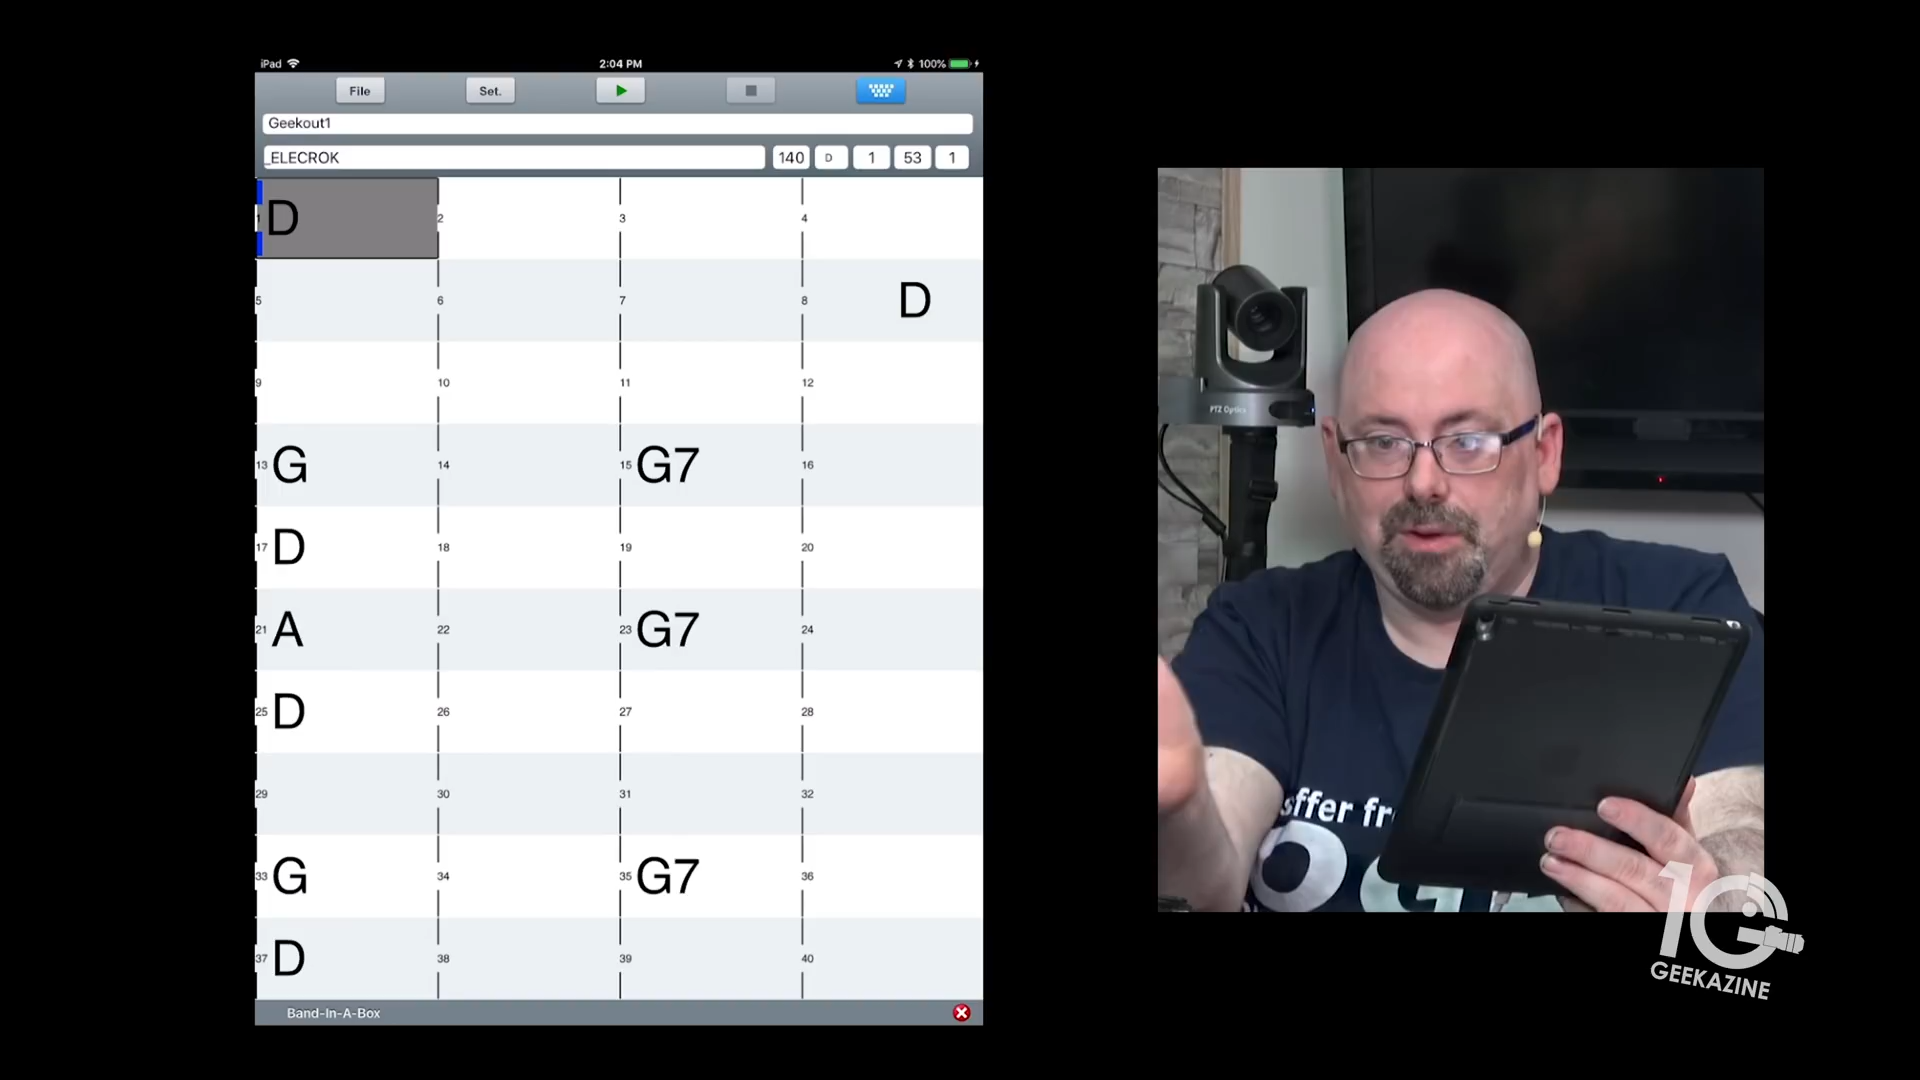 iPad 2:04 PM 100%
File Set.
Geekout1
_ELECROK 140 D 1 53 1
1 D 2 3 4
5 6 7 8 D
9 10 11 12
13 G 14 15 G7 16
17 D 18 19 20
21 A 22 23 G7 24
25 D 26 27 28
29 30 31 32
33 G 34 35 G7 36
37 D 38 39 40
Band-In-A-Box
PTZ Optics
ffer fr
10
GEEKAZINE